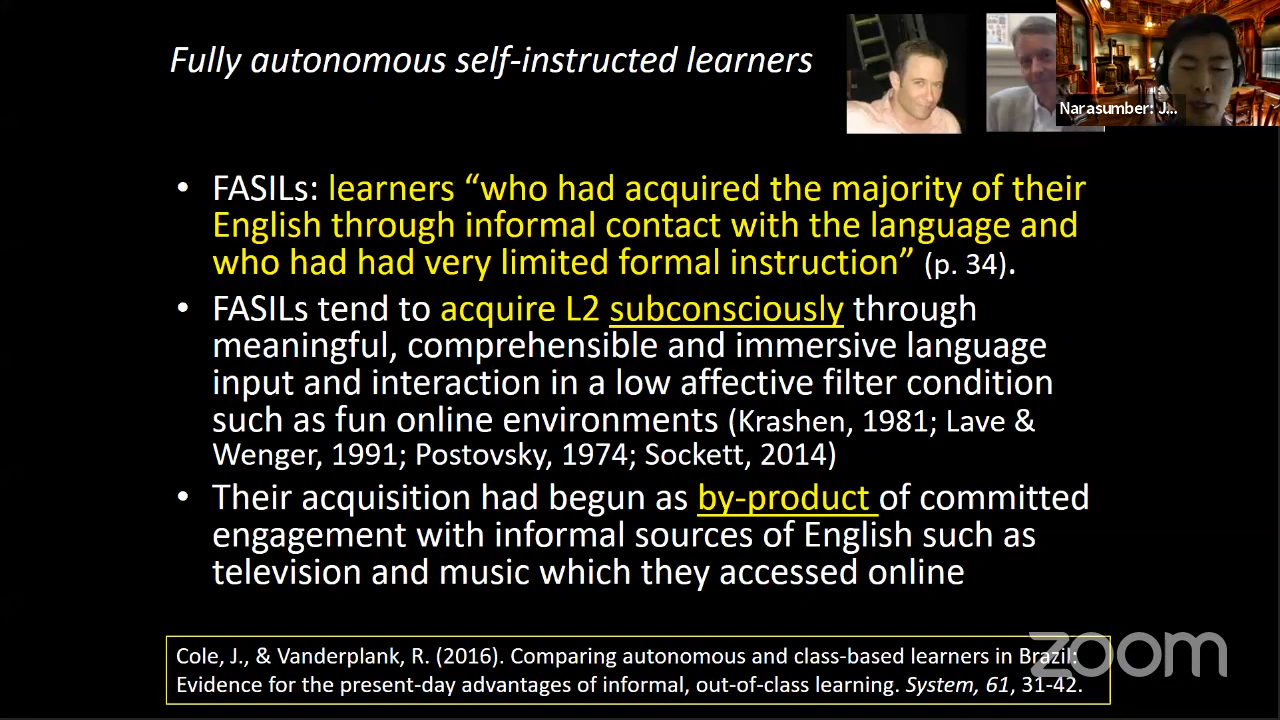 Fully autonomous self-instructed learners
Narasumber: J...
• FASILs: learners “who had acquired the majority of their
English through informal contact with the language and
who had had very limited formal instruction” (p. 34).
• FASILs tend to acquire L2 subconsciously through
meaningful, comprehensible and immersive language
input and interaction in a low affective filter condition
such as fun online environments (Krashen, 1981; Lave &
Wenger, 1991; Postovsky, 1974; Sockett, 2014)
• Their acquisition had begun as by-product of committed
engagement with informal sources of English such as
television and music which they accessed online
Cole, J., & Vanderplank, R. (2016). Comparing autonomous and class-based learners in Brazil:
Evidence for the present-day advantages of informal, out-of-class learning. System, 61, 31-42.
zoom